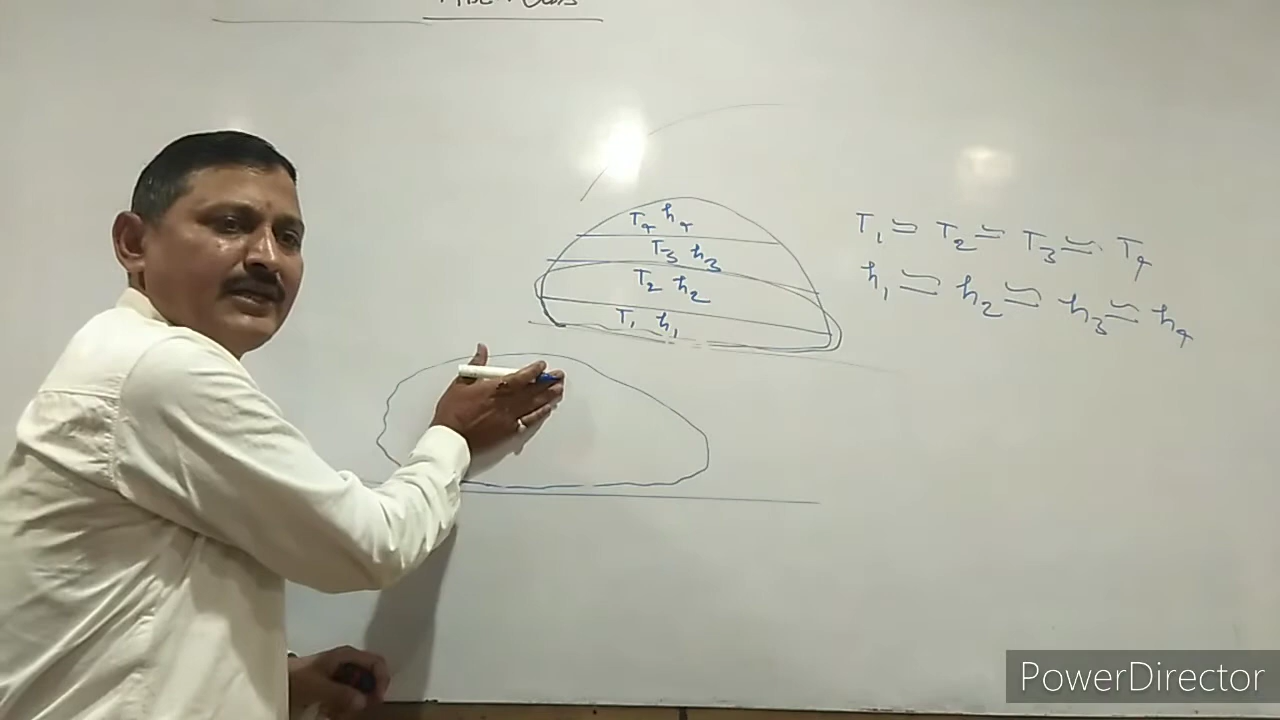 T₄ h₄
T₃ h₃
T₂ h₂
T₁ h₁
T₁ ≃ T₂ ≃ T₃ ≃ T₄
h₁ ≃ h₂ ≃ h₃ ≃ h₄
PowerDirector